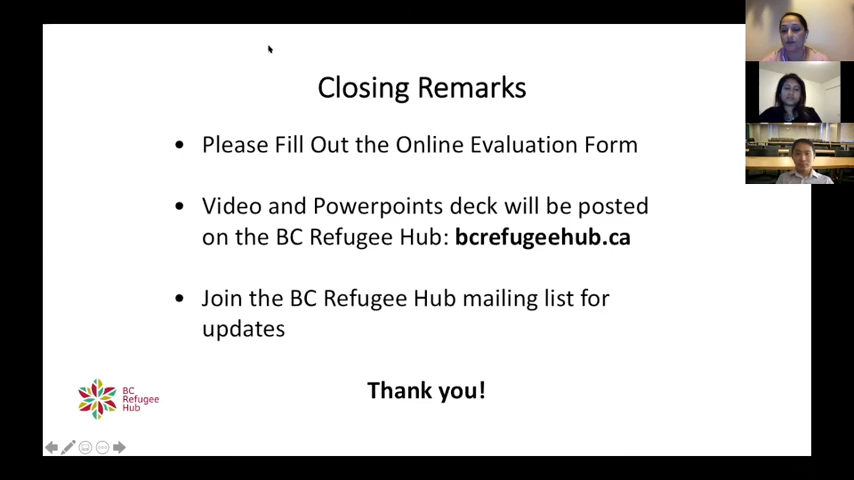 Closing Remarks
• Please Fill Out the Online Evaluation Form
• Video and Powerpoints deck will be posted
on the BC Refugee Hub: bcrefugeehub.ca
• Join the BC Refugee Hub mailing list for
updates
Thank you!
BC
Refugee
Hub